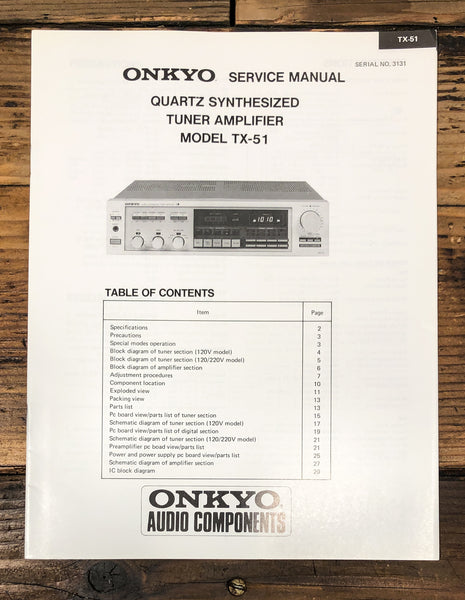 TX-51
SERIAL NO. 3131
ONKYO SERVICE MANUAL
QUARTZ SYNTHESIZED
TUNER AMPLIFIER
MODEL TX-51
ONKYO
1010
TABLE OF CONTENTS
Item Page
Specifications 2
Precautions 3
Special modes operation 3
Block diagram of tuner section (120V model) 4
Block diagram of tuner section (120/220V model) 5
Block diagram of amplifier section 6
Adjustment procedures 7
Component location 10
Exploded view 11
Packing view 13
Parts list 13
Pc board view/parts list of tuner section 15
Schematic diagram of tuner section (120V model) 17
Pc board view/parts list of digital section 19
Schematic diagram of tuner section (120/220V model) 21
Preamplifier pc boad view/parts list 21
Power and power supply pc board view/parts list 25
Schematic diagram of amplifier section 27
IC block diagram 20
ONKYO
AUDIO COMPONENTS